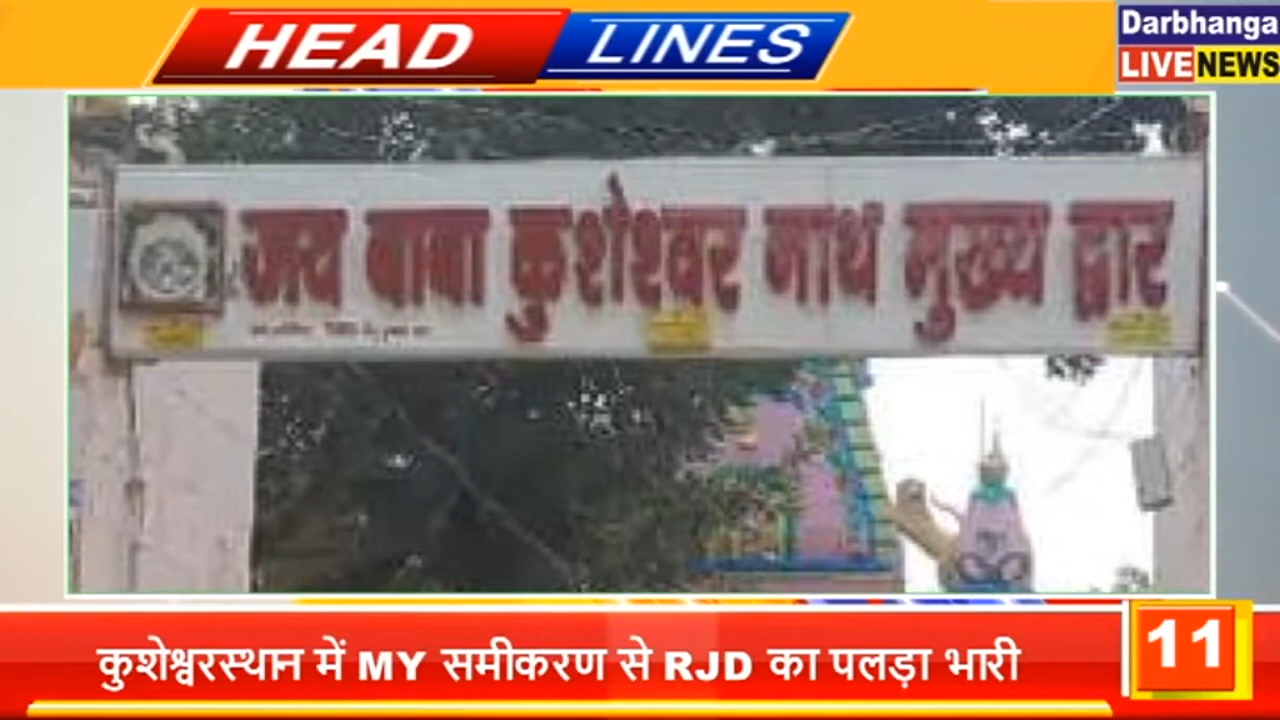 HEAD LINES
Darbhanga
LIVE NEWS
जय बाबा कुशेश्वर नाथ मुख्य द्वार
कुशेश्वरस्थान में MY समीकरण से RJD का पलड़ा भारी
11